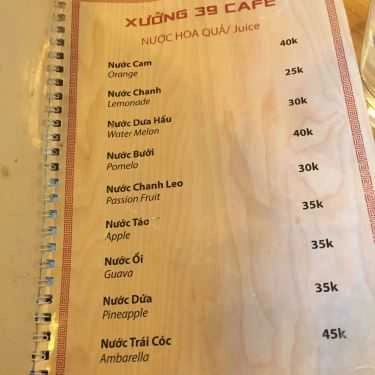 XƯỞNG 39 CAFE
NƯỚC HOA QUẢ/ Juice
Nước Cam 40k
Orange
Nước Chanh 25k
Lemonade
Nước Dưa Hấu 30k
Water Melon
Nước Bưởi 40k
Pomelo
Nước Chanh Leo 30k
Passion Fruit
Nước Táo 35k
Apple
Nước Ổi 35k
Guava
Nước Dứa 35k
Pineapple
Nước Trái Cóc 45k
Ambarella